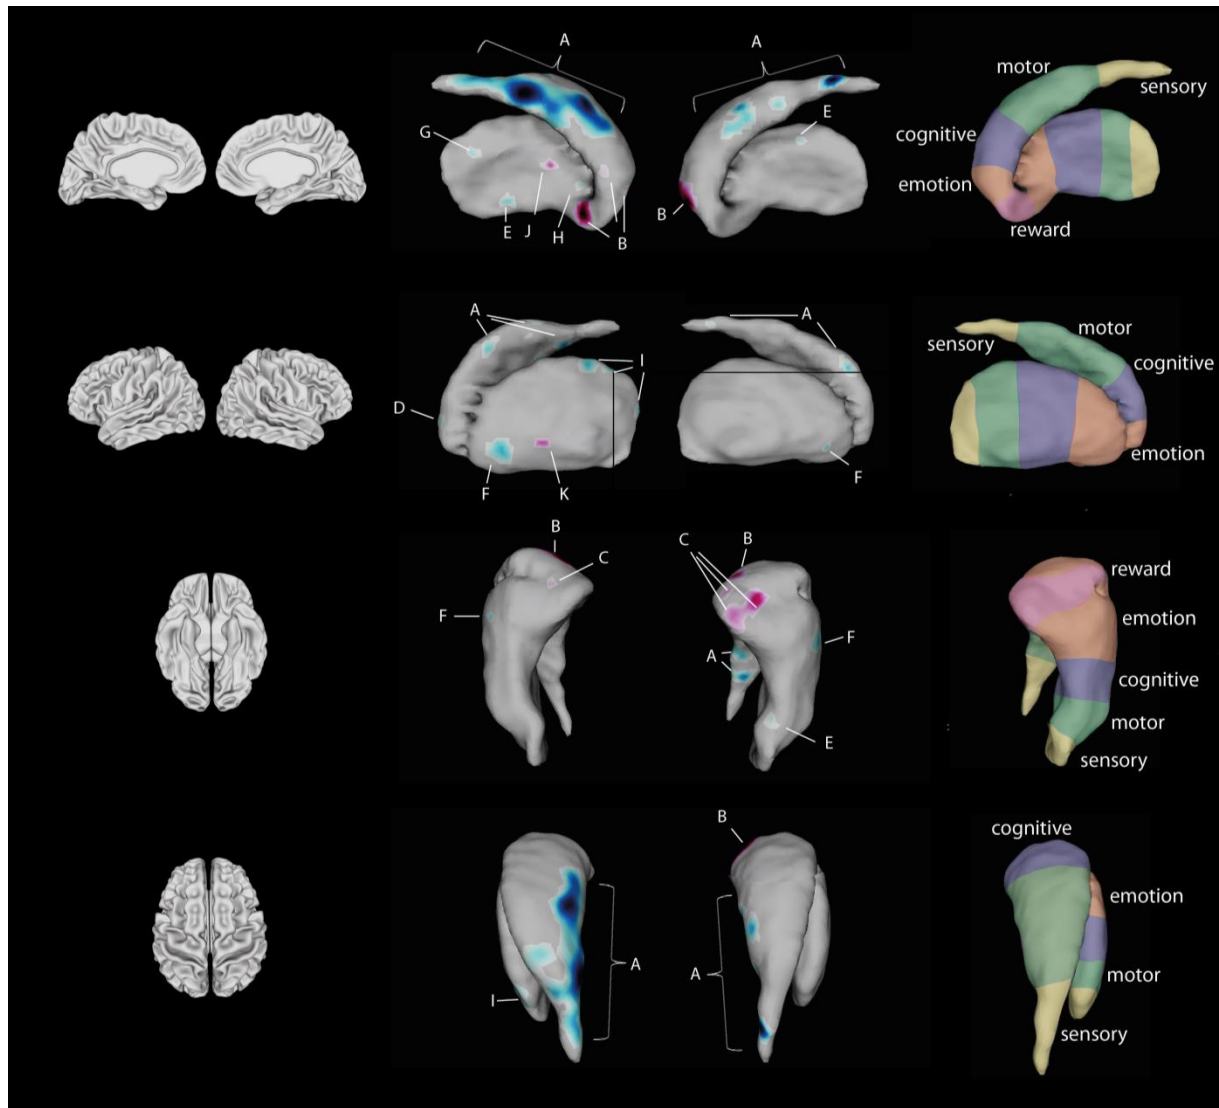 A
A
motor
sensory
G
E
cognitive
emotion
B
E
J
H
B
reward
A
A
motor
sensory
I
cognitive
D
emotion
F
K
F
B
C
C
B
reward
F
emotion
A
F
cognitive
E
motor
sensory
B
cognitive
emotion
A
A
motor
I
sensory